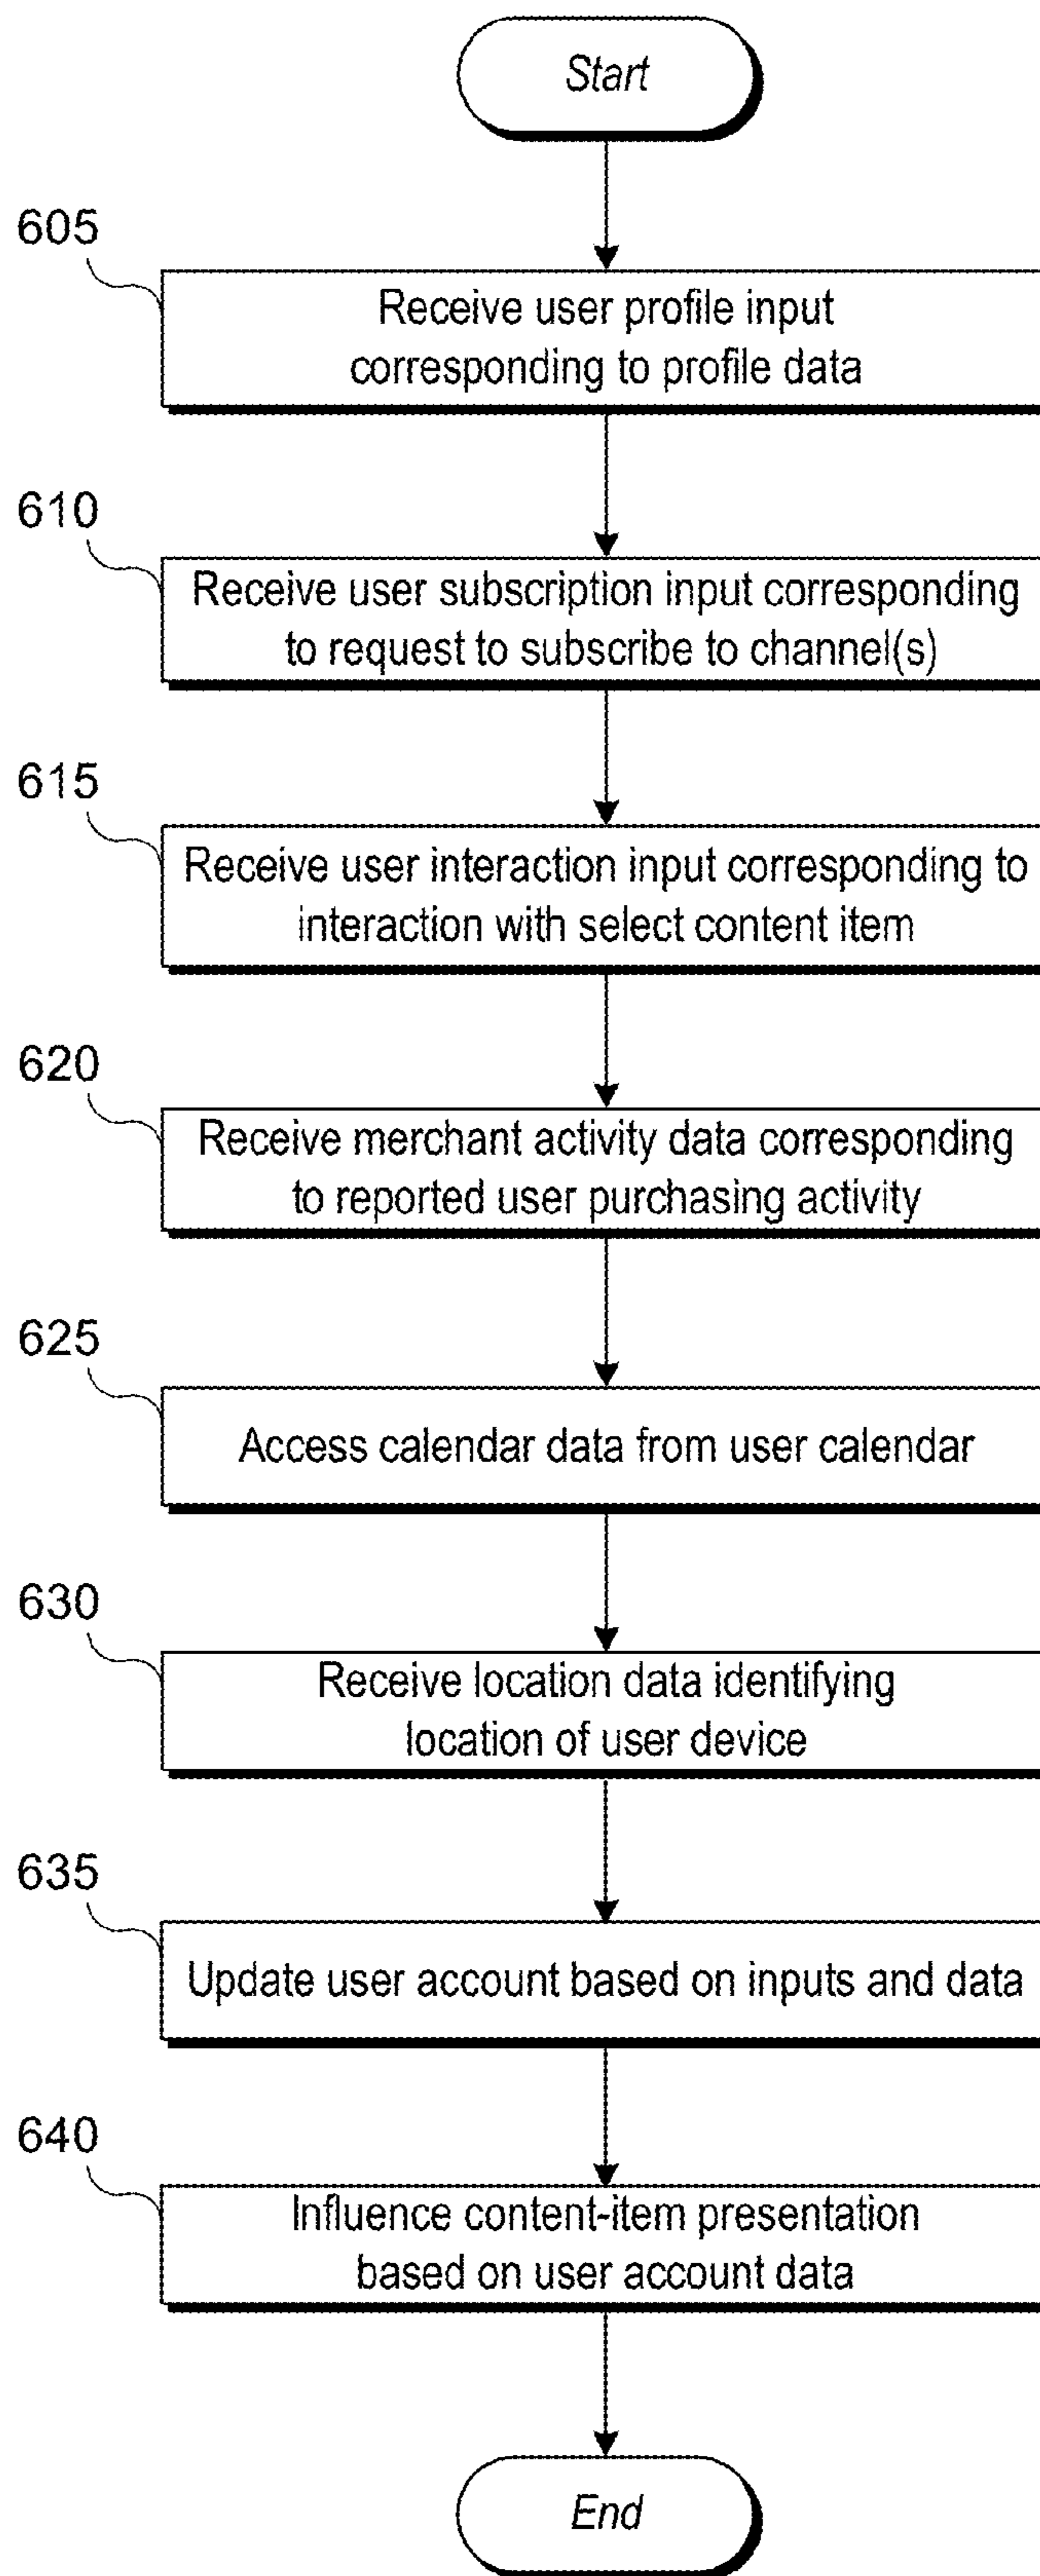 Start
605
Receive user profile input
corresponding to profile data
610
Receive user subscription input corresponding
to request to subscribe to channel(s)
615
Receive user interaction input corresponding to
interaction with select content item
620
Receive merchant activity data corresponding
to reported user purchasing activity
625
Access calendar data from user calendar
630
Receive location data identifying
location of user device
635
Update user account based on inputs and data
640
Influence content-item presentation
based on user account data
End